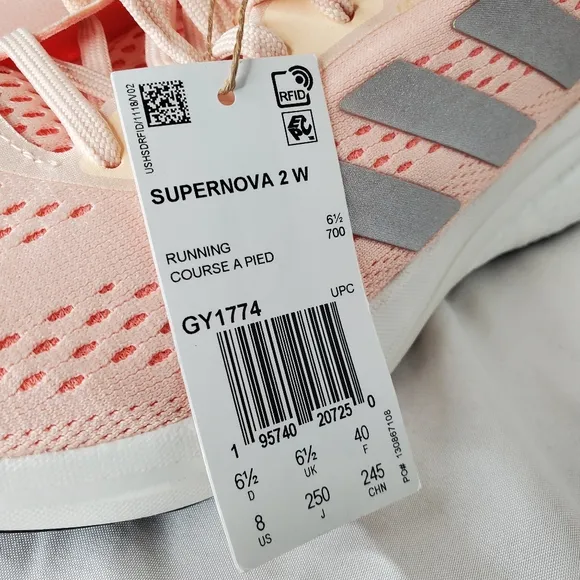 USHSDRFID/1118/V02
RFID
EPC
SUPERNOVA 2 W
6½
700
RUNNING
COURSE A PIED
GY1774
UPC
1 95740 20725 0
6½ D
6½ UK
40 F
8 US
250 J
245 CHN
PO# 130867108